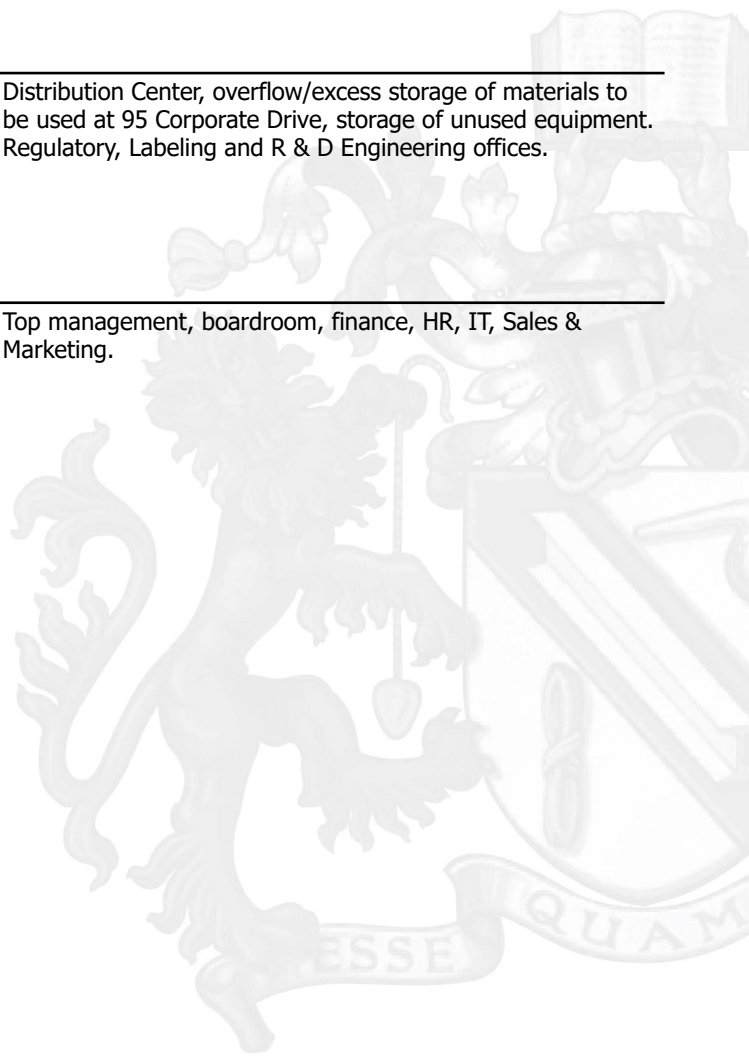 Distribution Center, overflow/excess storage of materials to
be used at 95 Corporate Drive, storage of unused equipment.
Regulatory, Labeling and R & D Engineering offices.
Top management, boardroom, finance, HR, IT, Sales &
Marketing.
ESSE QUAM